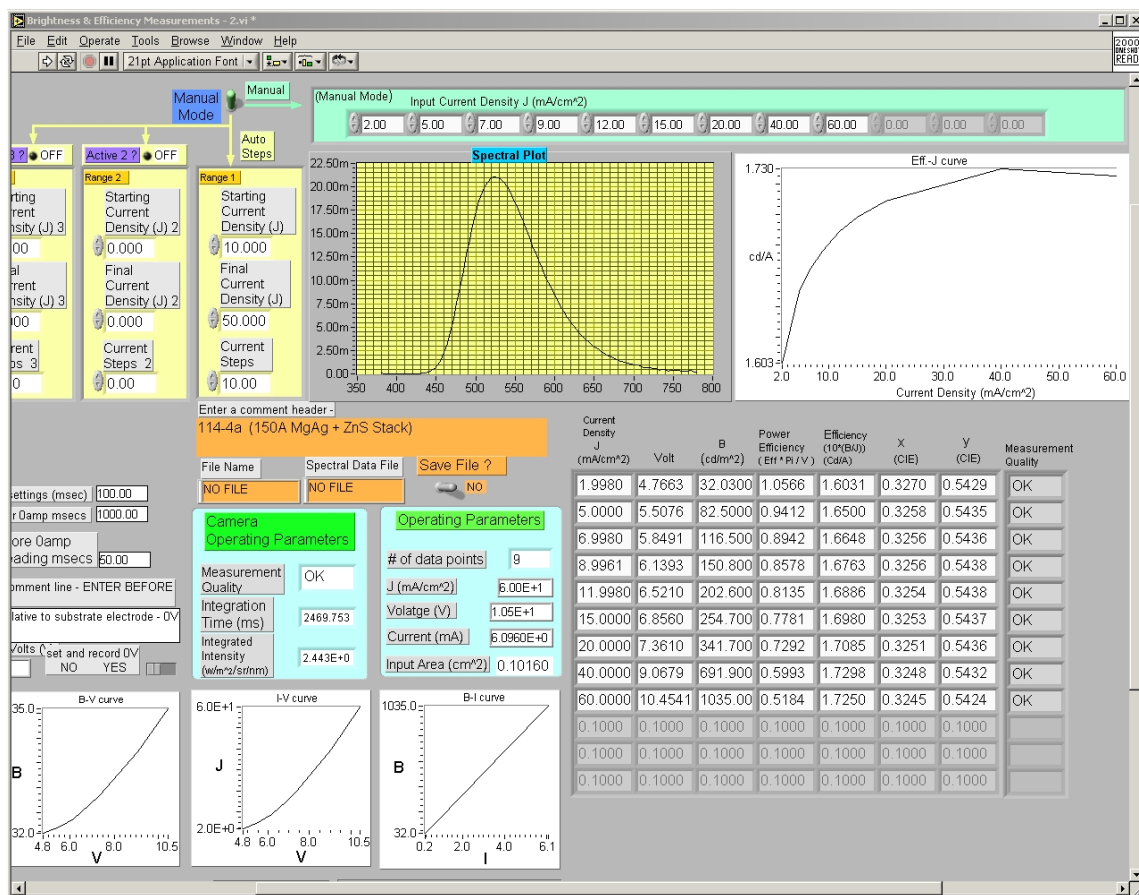 Brightness & Efficiency Measurements - 2.vi *
File Edit Operate Tools Browse Window Help
21pt Application Font
2000
ONESHOT
READ
Manual
Mode
Manual
(Manual Mode) Input Current Density J (mA/cm^2)
2.00 5.00 7.00 9.00 12.00 15.00 20.00 40.00 60.00 0.00 0.00 0.00
Auto
Steps
3 ? OFF
Active 2 ? OFF
Range 2
Starting
Current
Density (J) 2
0.000
Final
Current
Density (J) 2
0.000
Current
Steps 2
0.00
Range 1
Starting
Current
Density (J)
10.000
Final
Current
Density (J)
50.000
Current
Steps
10.00
Spectral Plot
22.50m
20.00m
17.50m
15.00m
12.50m
10.00m
7.50m
5.00m
2.50m
0.00
350 400 450 500 550 600 650 700 750 800
Eff.-J curve
1.730
cd/A
1.603
2.0 10.0 20.0 30.0 40.0 50.0 60.0
Current Density (mA/cm^2)
Enter a comment header -
114-4a (150A MgAg + ZnS Stack)
File Name Spectral Data File Save File ?
NO FILE NO FILE NO
settings (msec) 100.00
r 0amp msecs 1000.00
ore 0amp
eading msecs 50.00
omment line - ENTER BEFORE
lative to substrate electrode - 0V
Volts ( set and record 0V
NO YES
Camera
Operating Parameters
Measurement
Quality
OK
Integration
Time (ms)
2469.753
Integrated
Intensity
(w/m^2/sr/nm)
2.443E+0
Operating Parameters
# of data points 9
J (mA/cm^2) 6.00E+1
Volatge (V) 1.05E+1
Current (mA) 6.0960E+0
Input Area (cm^2) 0.10160
Current
Density
J
(mA/cm^2)
Volt
B
(cd/m^2)
Power
Efficiency
( Eff * Pi / V )
Efficiency
(10*(B/J))
(Cd/A)
X
(CIE)
y
(CIE)
Measurement
Quality
1.9980 4.7663 32.0300 1.0566 1.6031 0.3270 0.5429 OK
5.0000 5.5076 82.5000 0.9412 1.6500 0.3258 0.5435 OK
6.9980 5.8491 116.500 0.8942 1.6648 0.3256 0.5436 OK
8.9961 6.1393 150.800 0.8578 1.6763 0.3256 0.5438 OK
11.9980 6.5210 202.600 0.8135 1.6886 0.3254 0.5438 OK
15.0000 6.8560 254.700 0.7781 1.6980 0.3253 0.5437 OK
20.0000 7.3610 341.700 0.7292 1.7085 0.3251 0.5436 OK
40.0000 9.0679 691.900 0.5993 1.7298 0.3248 0.5432 OK
60.0000 10.4541 1035.00 0.5184 1.7250 0.3245 0.5424 OK
0.1000 0.1000 0.1000 0.1000 0.1000 0.1000 0.1000
0.1000 0.1000 0.1000 0.1000 0.1000 0.1000 0.1000
0.1000 0.1000 0.1000 0.1000 0.1000 0.1000 0.1000
B-V curve
35.0
B
32.0
4.8 6.0 8.0 10.5
V
I-V curve
6.0E+1
J
2.0E+0
4.8 6.0 8.0 10.5
V
B-I curve
1035.0
B
32.0
0.2 2.0 4.0 6.1
I